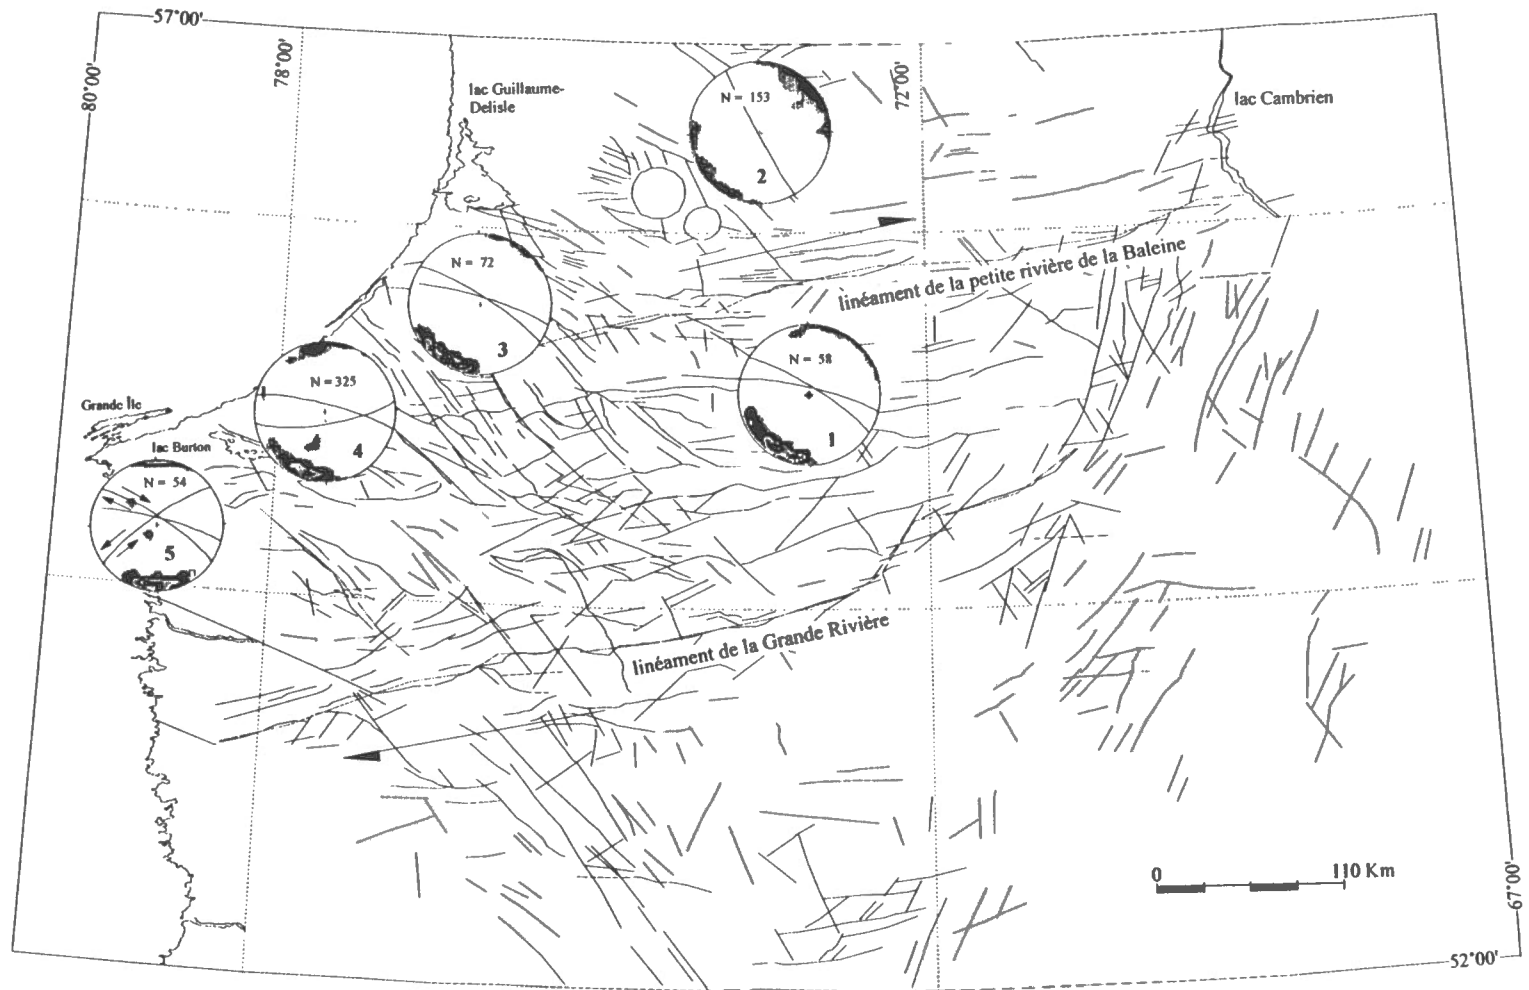 57°00'
80°00'
78°00'
72°00'
lac Guillaume-
Delisle
lac Cambrien
N = 153
2
N = 72
3
linéament de la petite rivière de la Baleine
N = 58
1
N = 325
4
Grande Île
lac Burton
N = 54
5
linéament de la Grande Rivière
0
110 Km
67°00'
52°00'